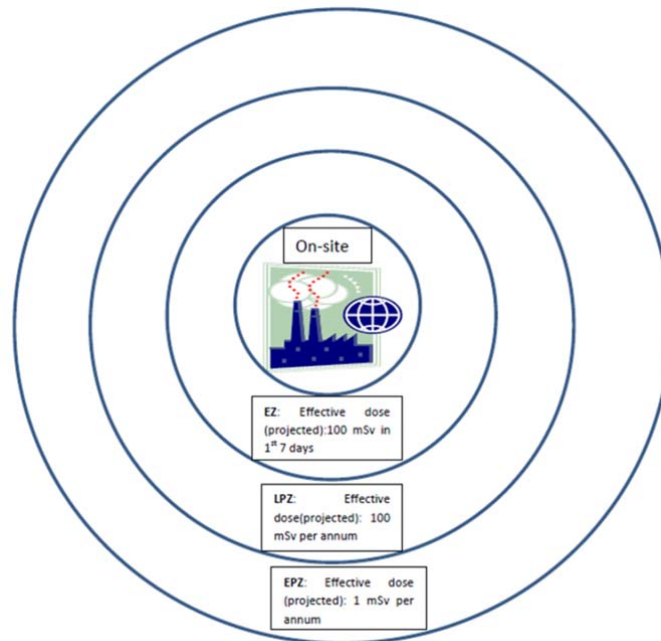 On-site
EZ: Effective dose
(projected):100 mSv in
1st 7 days
LPZ: Effective
dose(projected): 100
mSv per annum
EPZ: Effective dose
(projected): 1 mSv per
annum